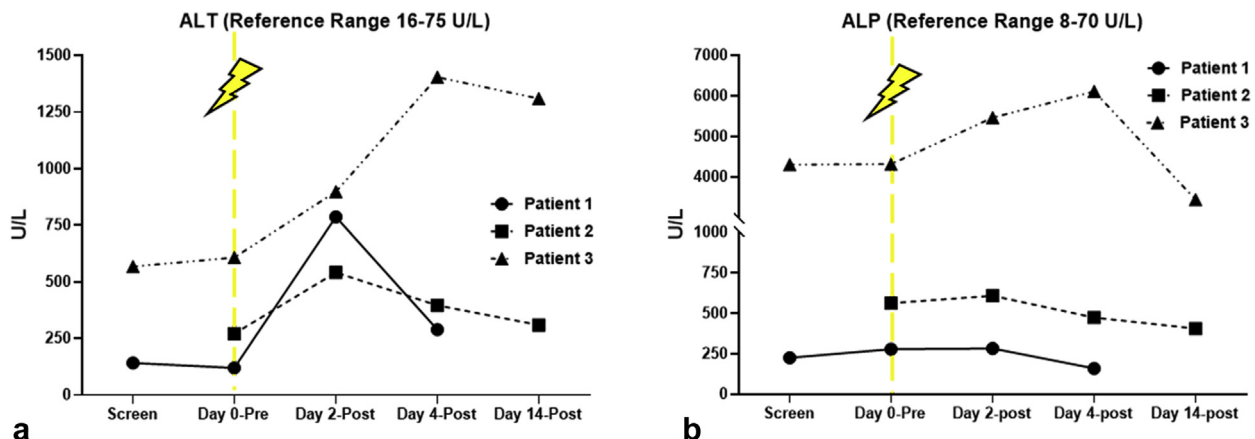 ALT (Reference Range 16-75 U/L)
1500
1250
1000
750
500
250
0
U/L
Patient 1
Patient 2
Patient 3
Screen Day 0-Pre Day 2-Post Day 4-Post Day 14-Post
a
ALP (Reference Range 8-70 U/L)
7000
6000
5000
4000
1000
750
500
250
0
U/L
Patient 1
Patient 2
Patient 3
Screen Day 0-Pre Day 2-post Day 4-post Day 14-post
b